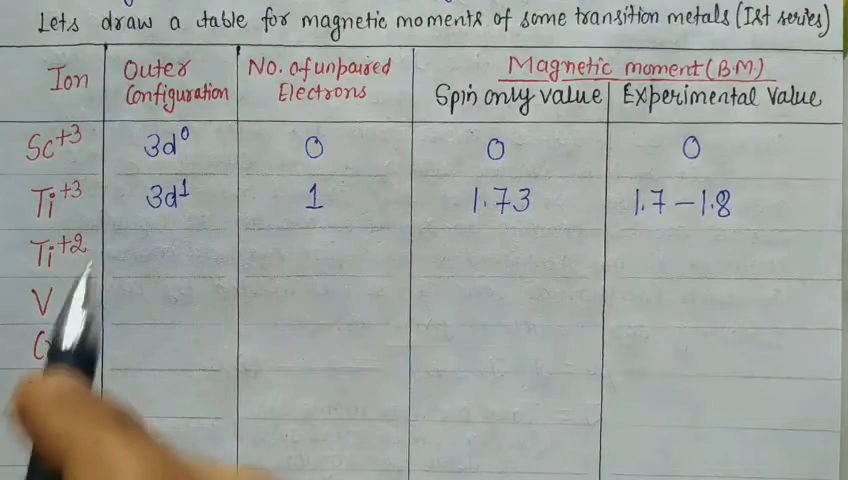 Lets draw a table for magnetic moments of some transition metals (Ist series)
Ion Outer Configuration No. of unpaired Electrons Magnetic moment (B.M.)
Spin only value Experimental value
Sc+3 3d0 0 0 0
Ti+3 3d1 1 1.73 1.7 – 1.8
Ti+2
V